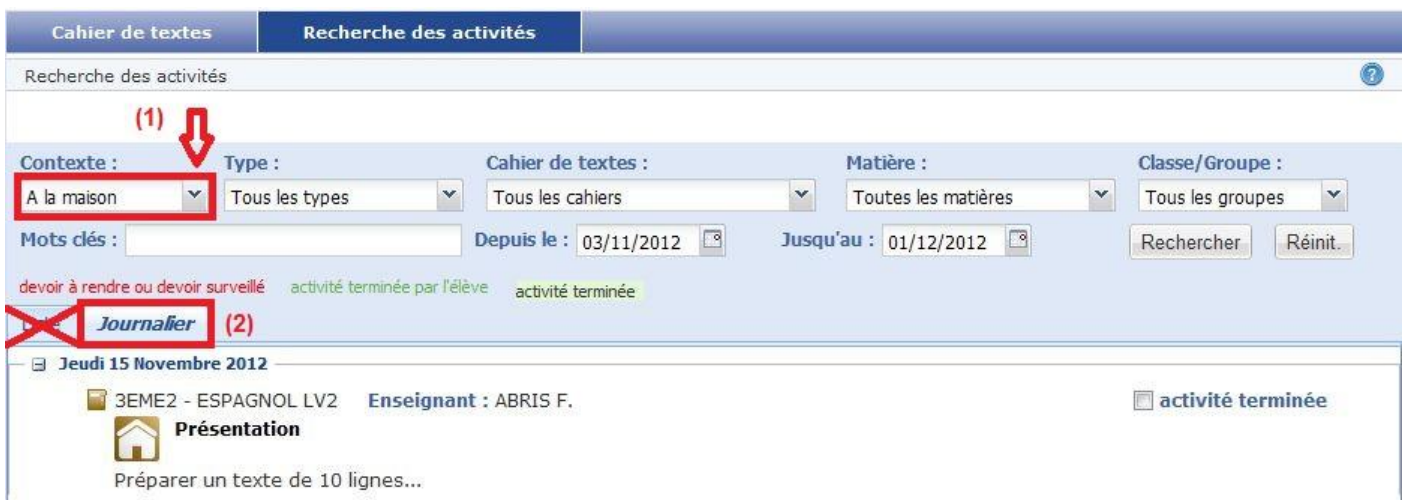 Cahier de textes Recherche des activités
Recherche des activités ?
(1)
Contexte : Type : Cahier de textes : Matière : Classe/Groupe :
A la maison Tous les types Tous les cahiers Toutes les matières Tous les groupes
Mots clés : Depuis le : 03/11/2012 Jusqu'au : 01/12/2012 Rechercher Réinit.
devoir à rendre ou devoir surveillé activité terminée par l'élève activité terminée
Journalier (2)
Jeudi 15 Novembre 2012
3EME2 - ESPAGNOL LV2 Enseignant : ABRIS F. activité terminée
Présentation
Préparer un texte de 10 lignes...